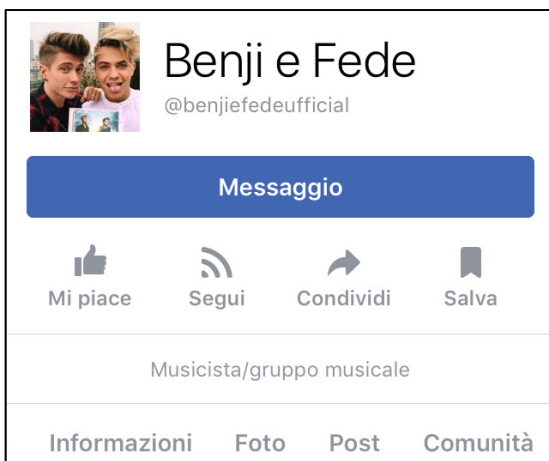 Benji e Fede
@benjiefedeufficial
Messaggio
Mi piace Segui Condividi Salva
Musicista/gruppo musicale
Informazioni Foto Post Comunità